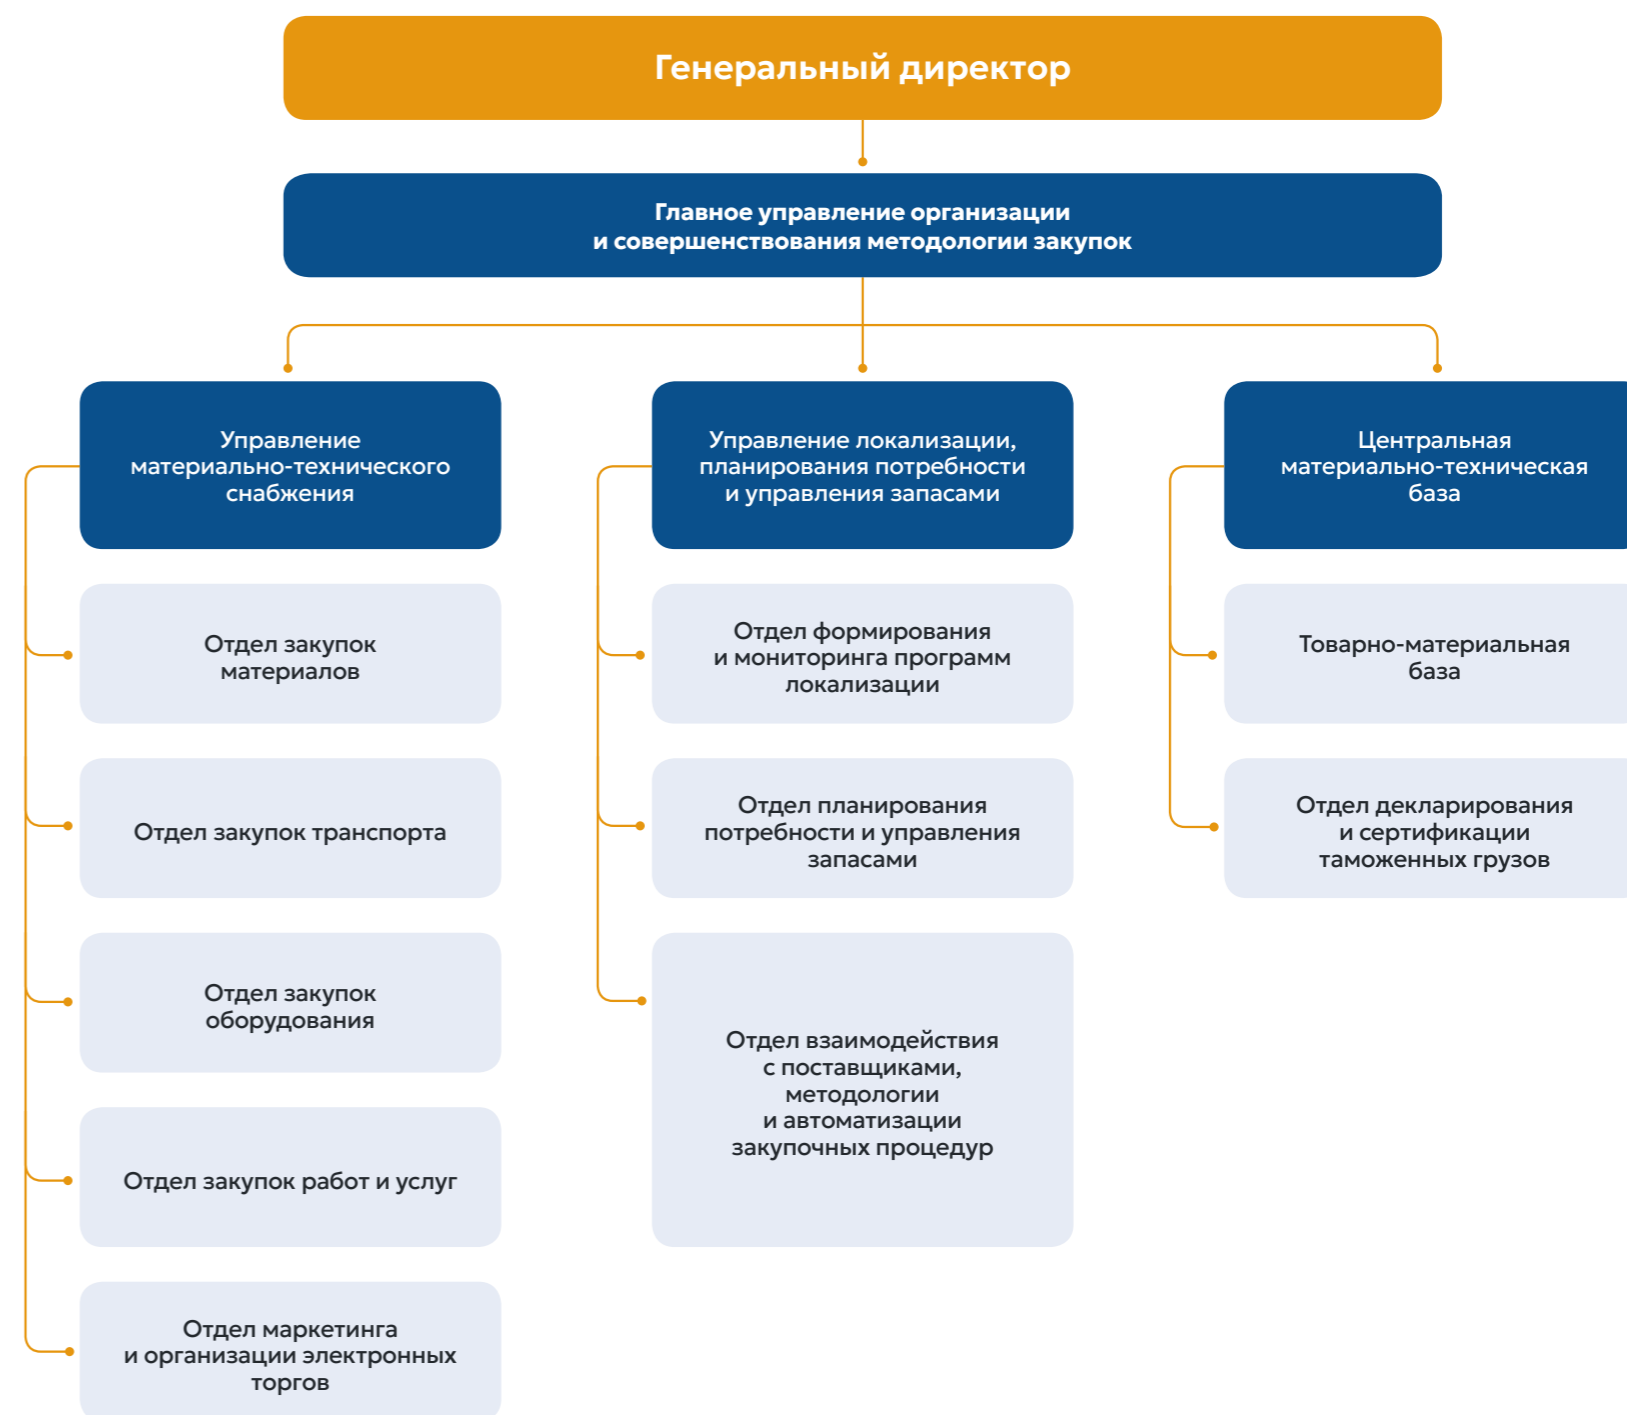 Генеральный директор
Главное управление организации
и совершенствования методологии закупок
Управление
материально-технического
снабжения
Отдел закупок
материалов
Отдел закупок транспорта
Отдел закупок
оборудования
Отдел закупок работ и услуг
Отдел маркетинга
и организации электронных
торгов
Управление локализации,
планирования потребности
и управления запасами
Отдел формирования
и мониторинга программ
локализации
Отдел планирования
потребности и управления
запасами
Отдел взаимодействия
с поставщиками,
методологии
и автоматизации
закупочных процедур
Центральная
материально-техническая
база
Товарно-материальная
база
Отдел декларирования
и сертификации
таможенных грузов